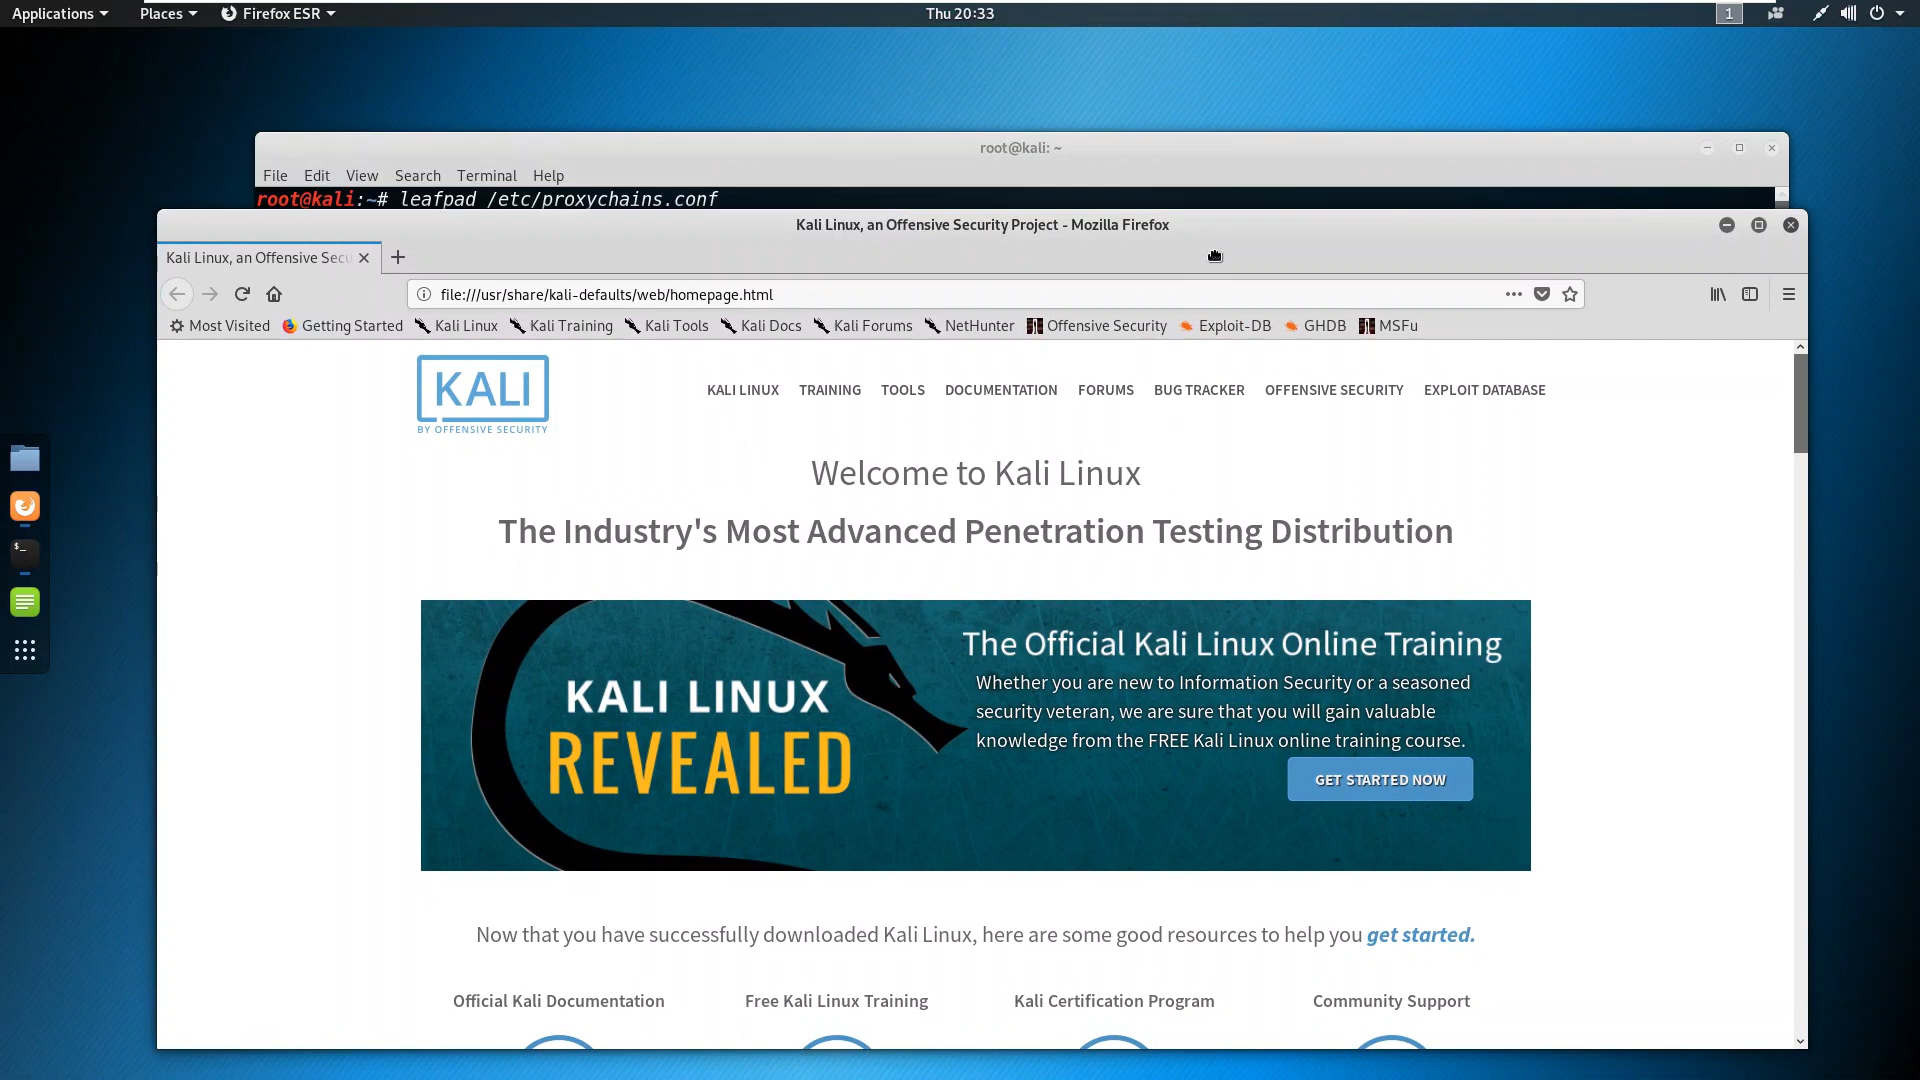 Applications Places Firefox ESR Thu 20:33 1
root@kali: ~
File Edit View Search Terminal Help
root@kali:~# leafpad /etc/proxychains.conf
Kali Linux, an Offensive Security Project - Mozilla Firefox
Kali Linux, an Offensive Secu
file:///usr/share/kali-defaults/web/homepage.html
Most Visited Getting Started Kali Linux Kali Training Kali Tools Kali Docs Kali Forums NetHunter Offensive Security Exploit-DB GHDB MSFu
KALI
BY OFFENSIVE SECURITY
KALI LINUX TRAINING TOOLS DOCUMENTATION FORUMS BUG TRACKER OFFENSIVE SECURITY EXPLOIT DATABASE
Welcome to Kali Linux
The Industry's Most Advanced Penetration Testing Distribution
KALI LINUX
REVEALED
The Official Kali Linux Online Training
Whether you are new to Information Security or a seasoned
security veteran, we are sure that you will gain valuable
knowledge from the FREE Kali Linux online training course.
GET STARTED NOW
Now that you have successfully downloaded Kali Linux, here are some good resources to help you get started.
Official Kali Documentation Free Kali Linux Training Kali Certification Program Community Support